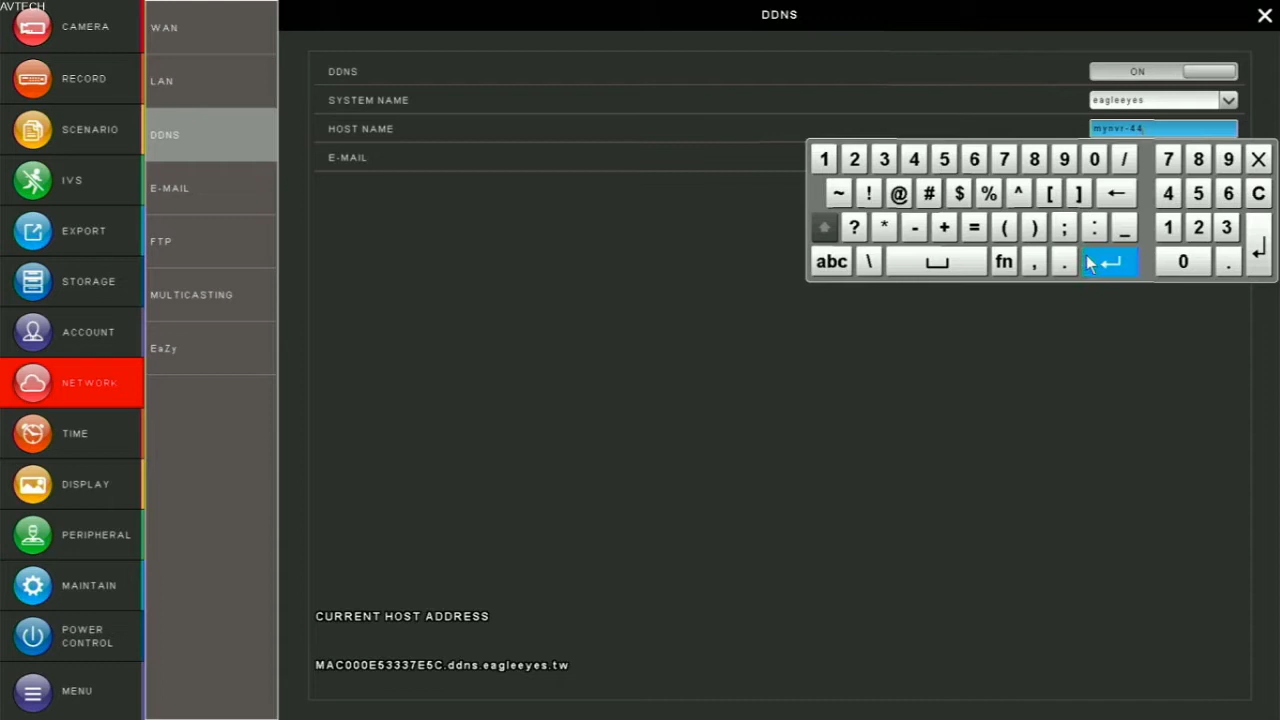 AVTECH
DDNS
CAMERA
RECORD
SCENARIO
IVS
EXPORT
STORAGE
ACCOUNT
NETWORK
TIME
DISPLAY
PERIPHERAL
MAINTAIN
POWER
CONTROL
MENU
WAN
LAN
DDNS
E-MAIL
FTP
MULTICASTING
EaZy
DDNS ON
SYSTEM NAME eagleeyes
HOST NAME mynvr-44
E-MAIL
1 2 3 4 5 6 7 8 9 0 / 7 8 9 X
~ ! @ # $ % ^ [ ] ← 4 5 6 C
? * - + = ( ) ; : _ 1 2 3
abc \ fn , . 0 .
CURRENT HOST ADDRESS
MAC000E53337E5C.ddns.eagleeyes.tw